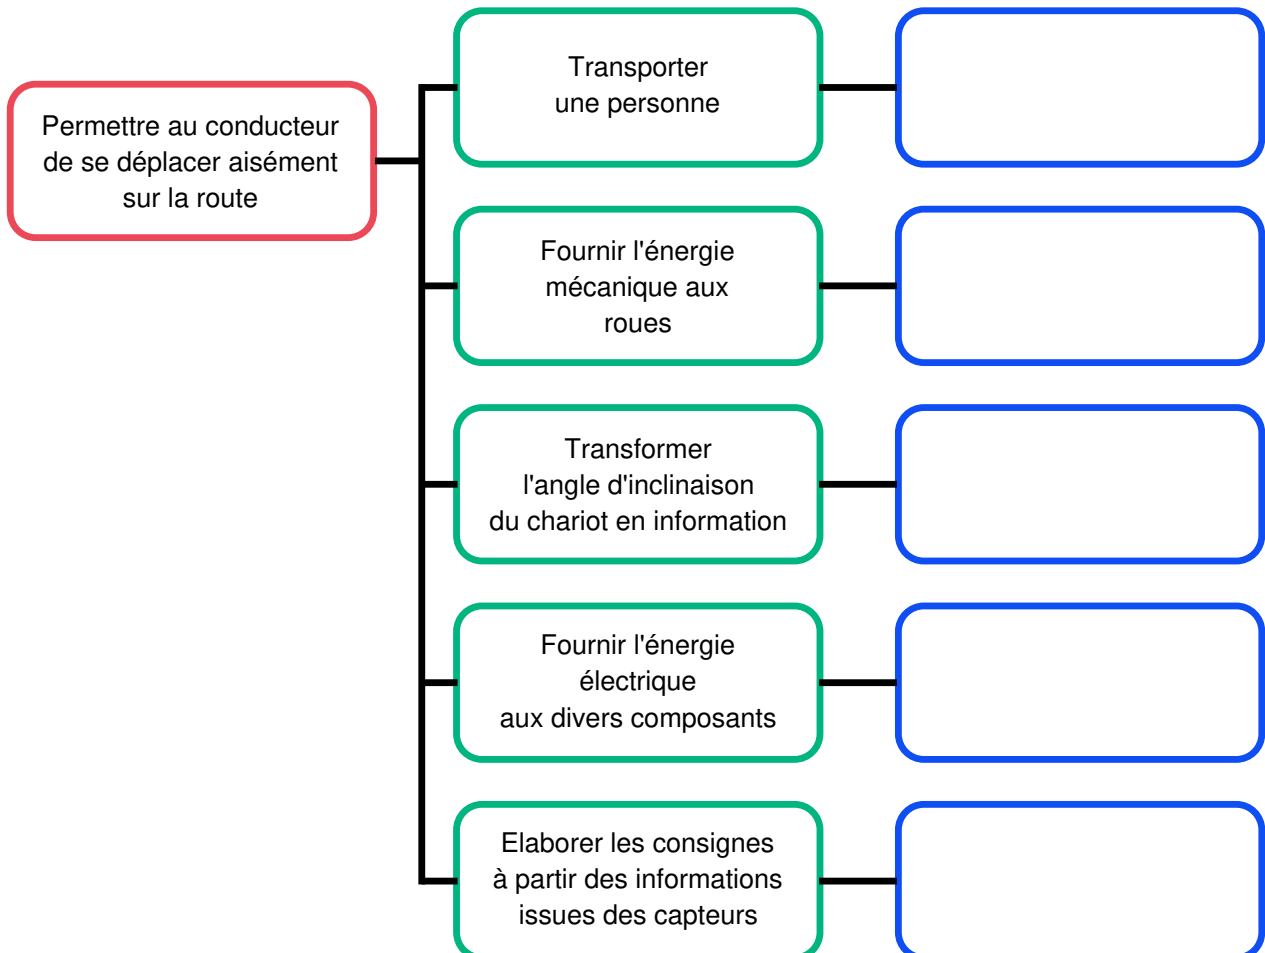 Permettre au conducteur
de se déplacer aisément
sur la route
Transporter
une personne
Fournir l'énergie
mécanique aux
roues
Transformer
l'angle d'inclinaison
du chariot en information
Fournir l'énergie
électrique
aux divers composants
Elaborer les consignes
à partir des informations
issues des capteurs